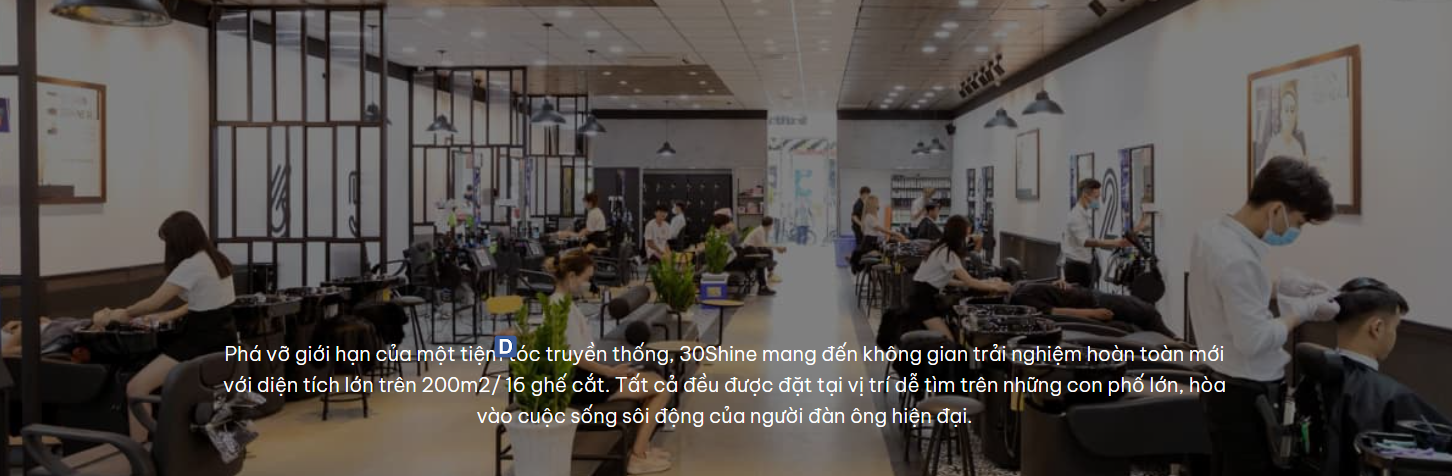 Phá vỡ giới hạn của một tiệm tóc truyền thống, 30Shine mang đến không gian trải nghiệm hoàn toàn mới
với diện tích lớn trên 200m2/ 16 ghế cắt. Tất cả đều được đặt tại vị trí dễ tìm trên những con phố lớn, hòa
vào cuộc sống sôi động của người đàn ông hiện đại.
D